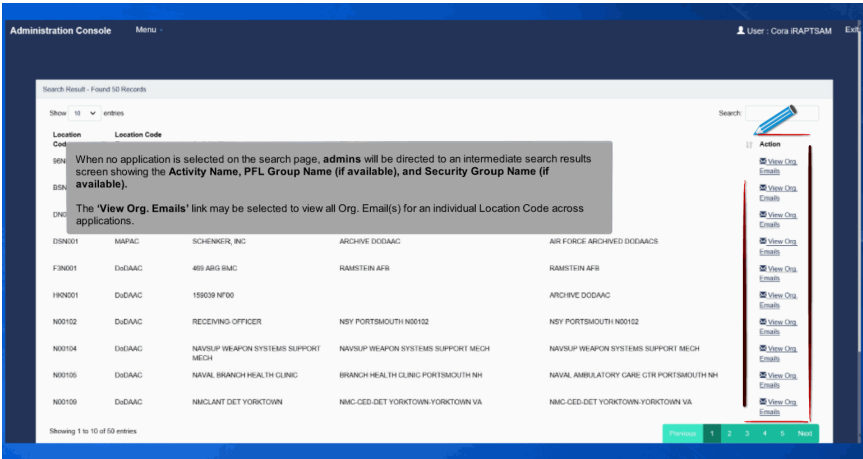 Administration Console Menu User : Cora iRAPTSAM Exit
Search Result - Found 50 Records
Show 10 entries Search:
Location Location Code
Action
When no application is selected on the search page, admins will be directed to an intermediate search results
screen showing the Activity Name, PFL Group Name (if available), and Security Group Name (if
available).
The 'View Org. Emails' link may be selected to view all Org. Email(s) for an individual Location Code across
applications.
View Org.
Emails
View Org.
Emails
View Org.
Emails
DSN001 MAPAC SCHENKER, INC ARCHIVE DODAAC AIR FORCE ARCHIVED DODAACS View Org.
Emails
F3N001 DoDAAC 469 ABG BMC RAMSTEIN AFB RAMSTEIN AFB View Org.
Emails
HKN001 DoDAAC 159039 NF00 ARCHIVE DODAAC View Org.
Emails
N00102 DoDAAC RECEIVING OFFICER NSY PORTSMOUTH N00102 NSY PORTSMOUTH N00102 View Org.
Emails
N00104 DoDAAC NAVSUP WEAPON SYSTEMS SUPPORT NAVSUP WEAPON SYSTEMS SUPPORT MECH NAVSUP WEAPON SYSTEMS SUPPORT MECH View Org.
MECH Emails
N00105 DoDAAC NAVAL BRANCH HEALTH CLINIC BRANCH HEALTH CLINIC PORTSMOUTH NH NAVAL AMBULATORY CARE CTR PORTSMOUTH NH View Org.
Emails
N00109 DoDAAC NMCLANT DET YORKTOWN NMC-CED-DET YORKTOWN-YORKTOWN VA NMC-CED-DET YORKTOWN-YORKTOWN VA View Org.
Emails
Showing 1 to 10 of 50 entries Previous 1 2 3 4 5 Next